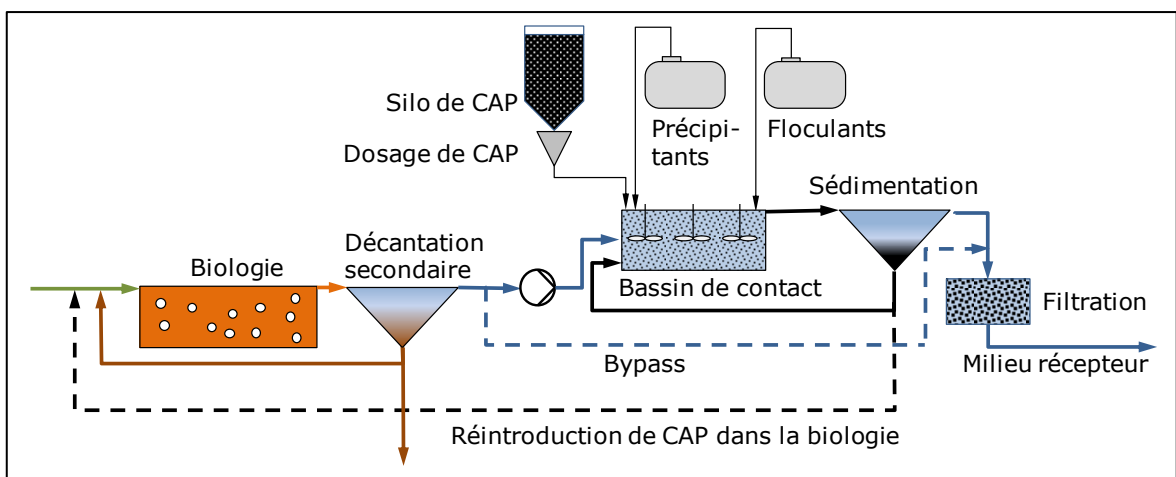 Silo de CAP
Dosage de CAP
Précipi-
tants
Floculants
Sédimentation
Biologie
Décantation
secondaire
Bassin de contact
Filtration
Bypass
Milieu récepteur
Réintroduction de CAP dans la biologie